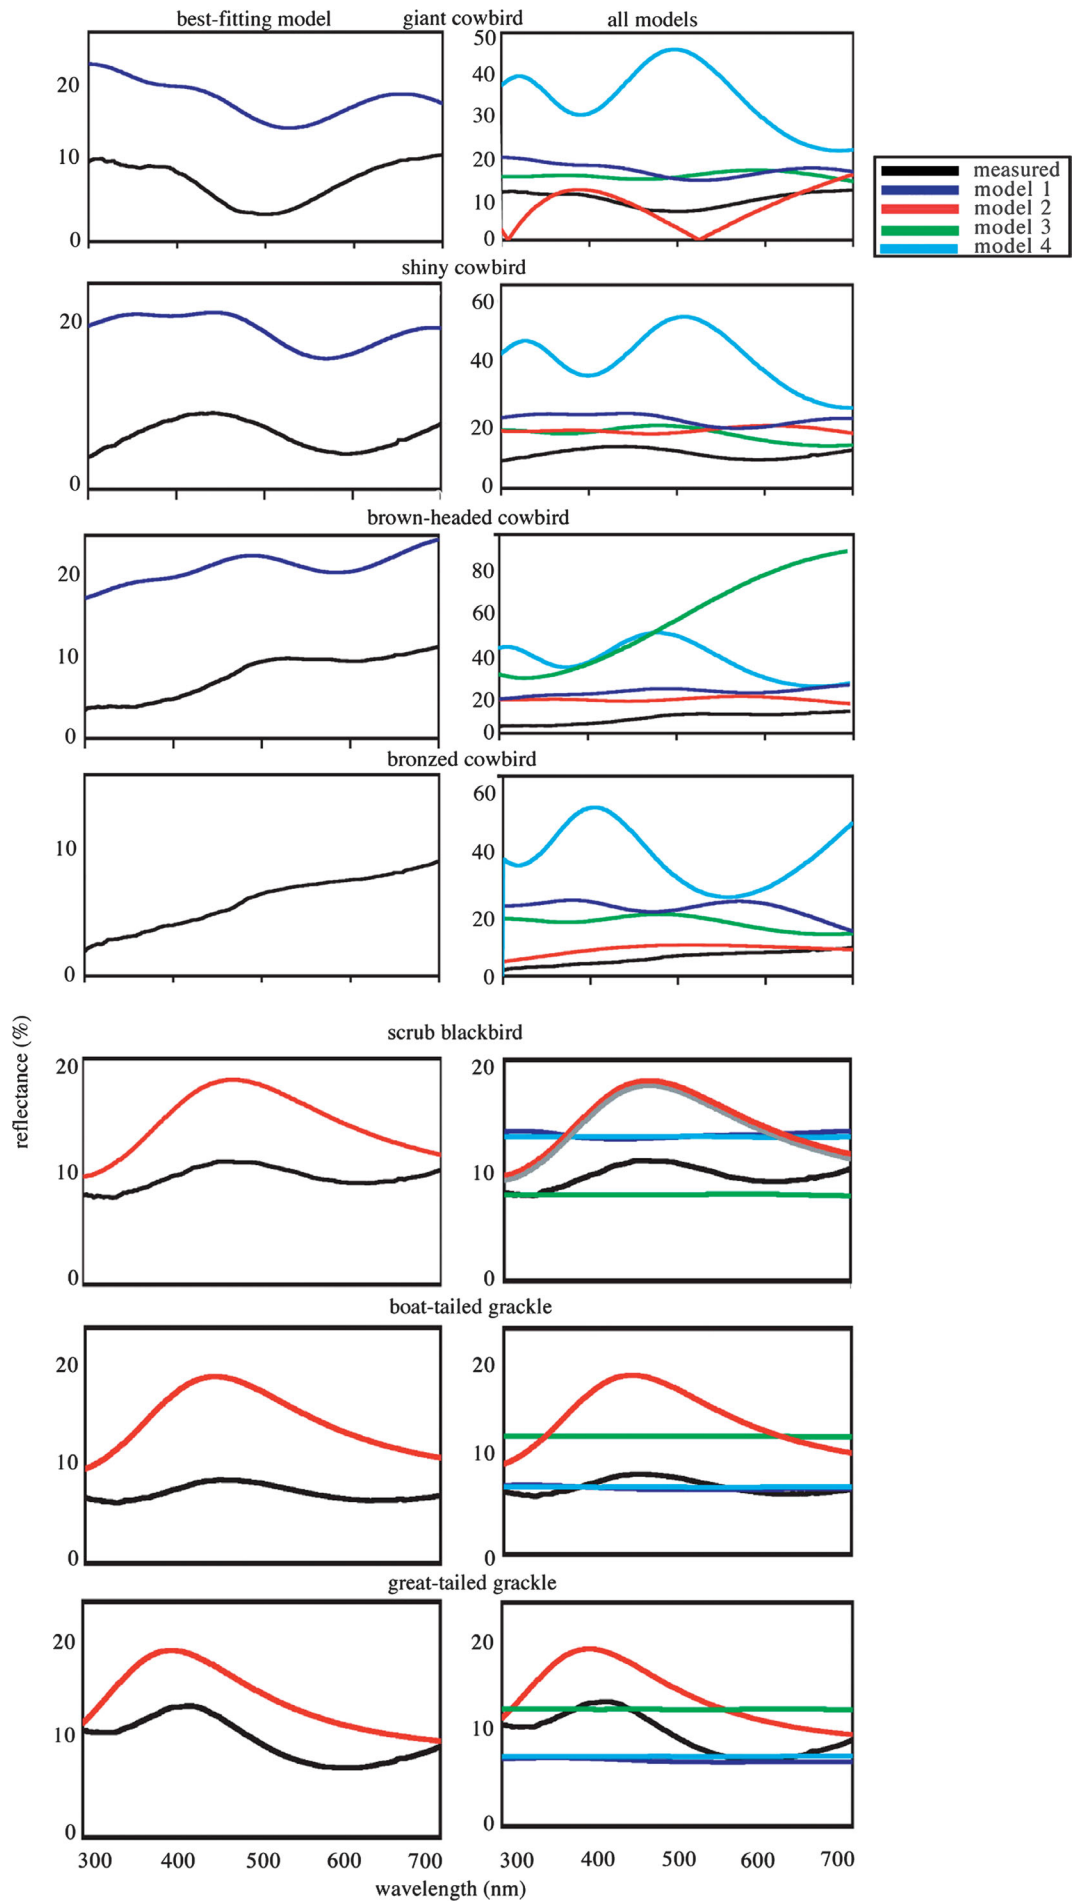 best-fitting model giant cowbird all models
20
10
0
50
40
30
20
10
0
measured
model 1
model 2
model 3
model 4
shiny cowbird
20
0
60
40
20
0
brown-headed cowbird
20
10
0
80
60
40
20
0
bronzed cowbird
10
0
60
40
20
0
reflectance (%)
scrub blackbird
20
10
0
20
10
0
boat-tailed grackle
20
10
0
20
10
0
great-tailed grackle
20
10
0
20
10
0
300 400 500 600 700
300 400 500 600 700
wavelength (nm)